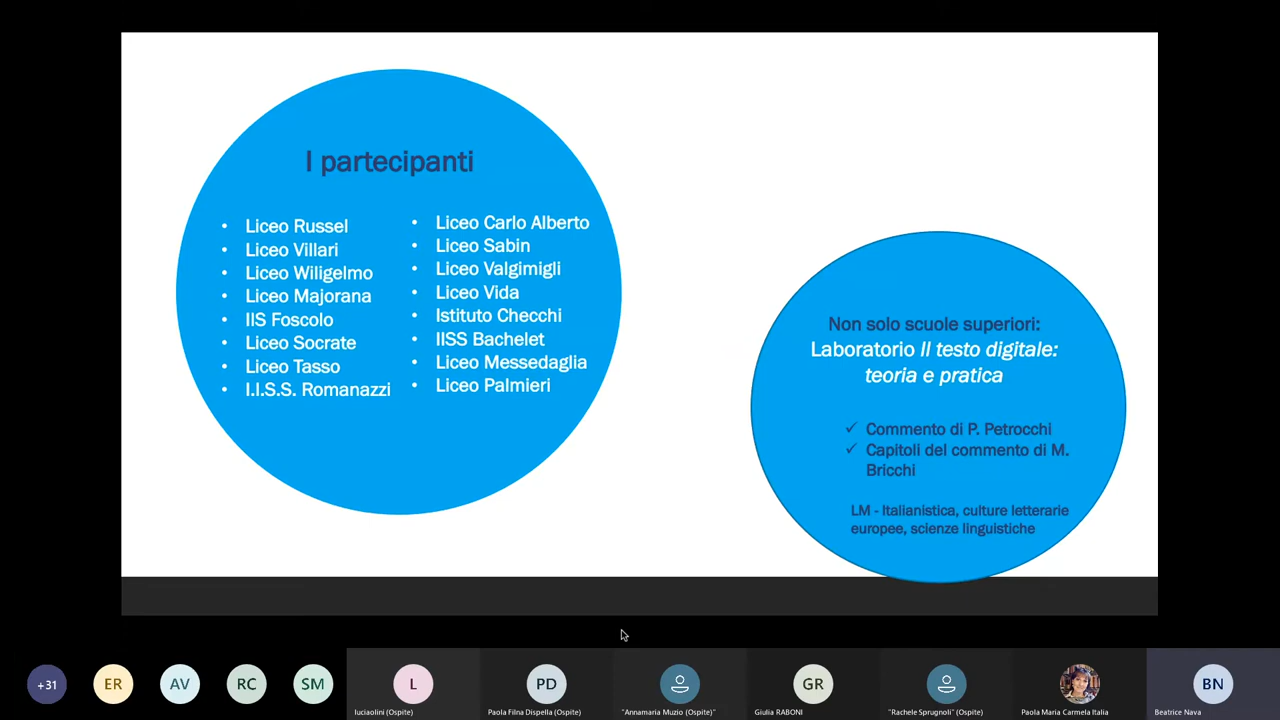 I partecipanti
• Liceo Russel
• Liceo Villari
• Liceo Wiligelmo
• Liceo Majorana
• IIS Foscolo
• Liceo Socrate
• Liceo Tasso
• I.I.S.S. Romanazzi
• Liceo Carlo Alberto
• Liceo Sabin
• Liceo Valgimigli
• Liceo Vida
• Istituto Checchi
• IISS Bachelet
• Liceo Messedaglia
• Liceo Palmieri
Non solo scuole superiori:
Laboratorio Il testo digitale:
teoria e pratica
✓ Commento di P. Petrocchi
✓ Capitoli del commento di M.
Bricchi
LM - Italianistica, culture letterarie
europee, scienze linguistiche
+31
ER
AV
RC
SM
L
luciaolini (Ospite)
PD
Paola Filna Dispella (Ospite)
"Annamaria Muzio (Ospite)"
GR
Giulia RABONI
"Rachele Sprugnoli" (Ospite)
Paola Maria Carmela Italia
BN
Beatrice Nava